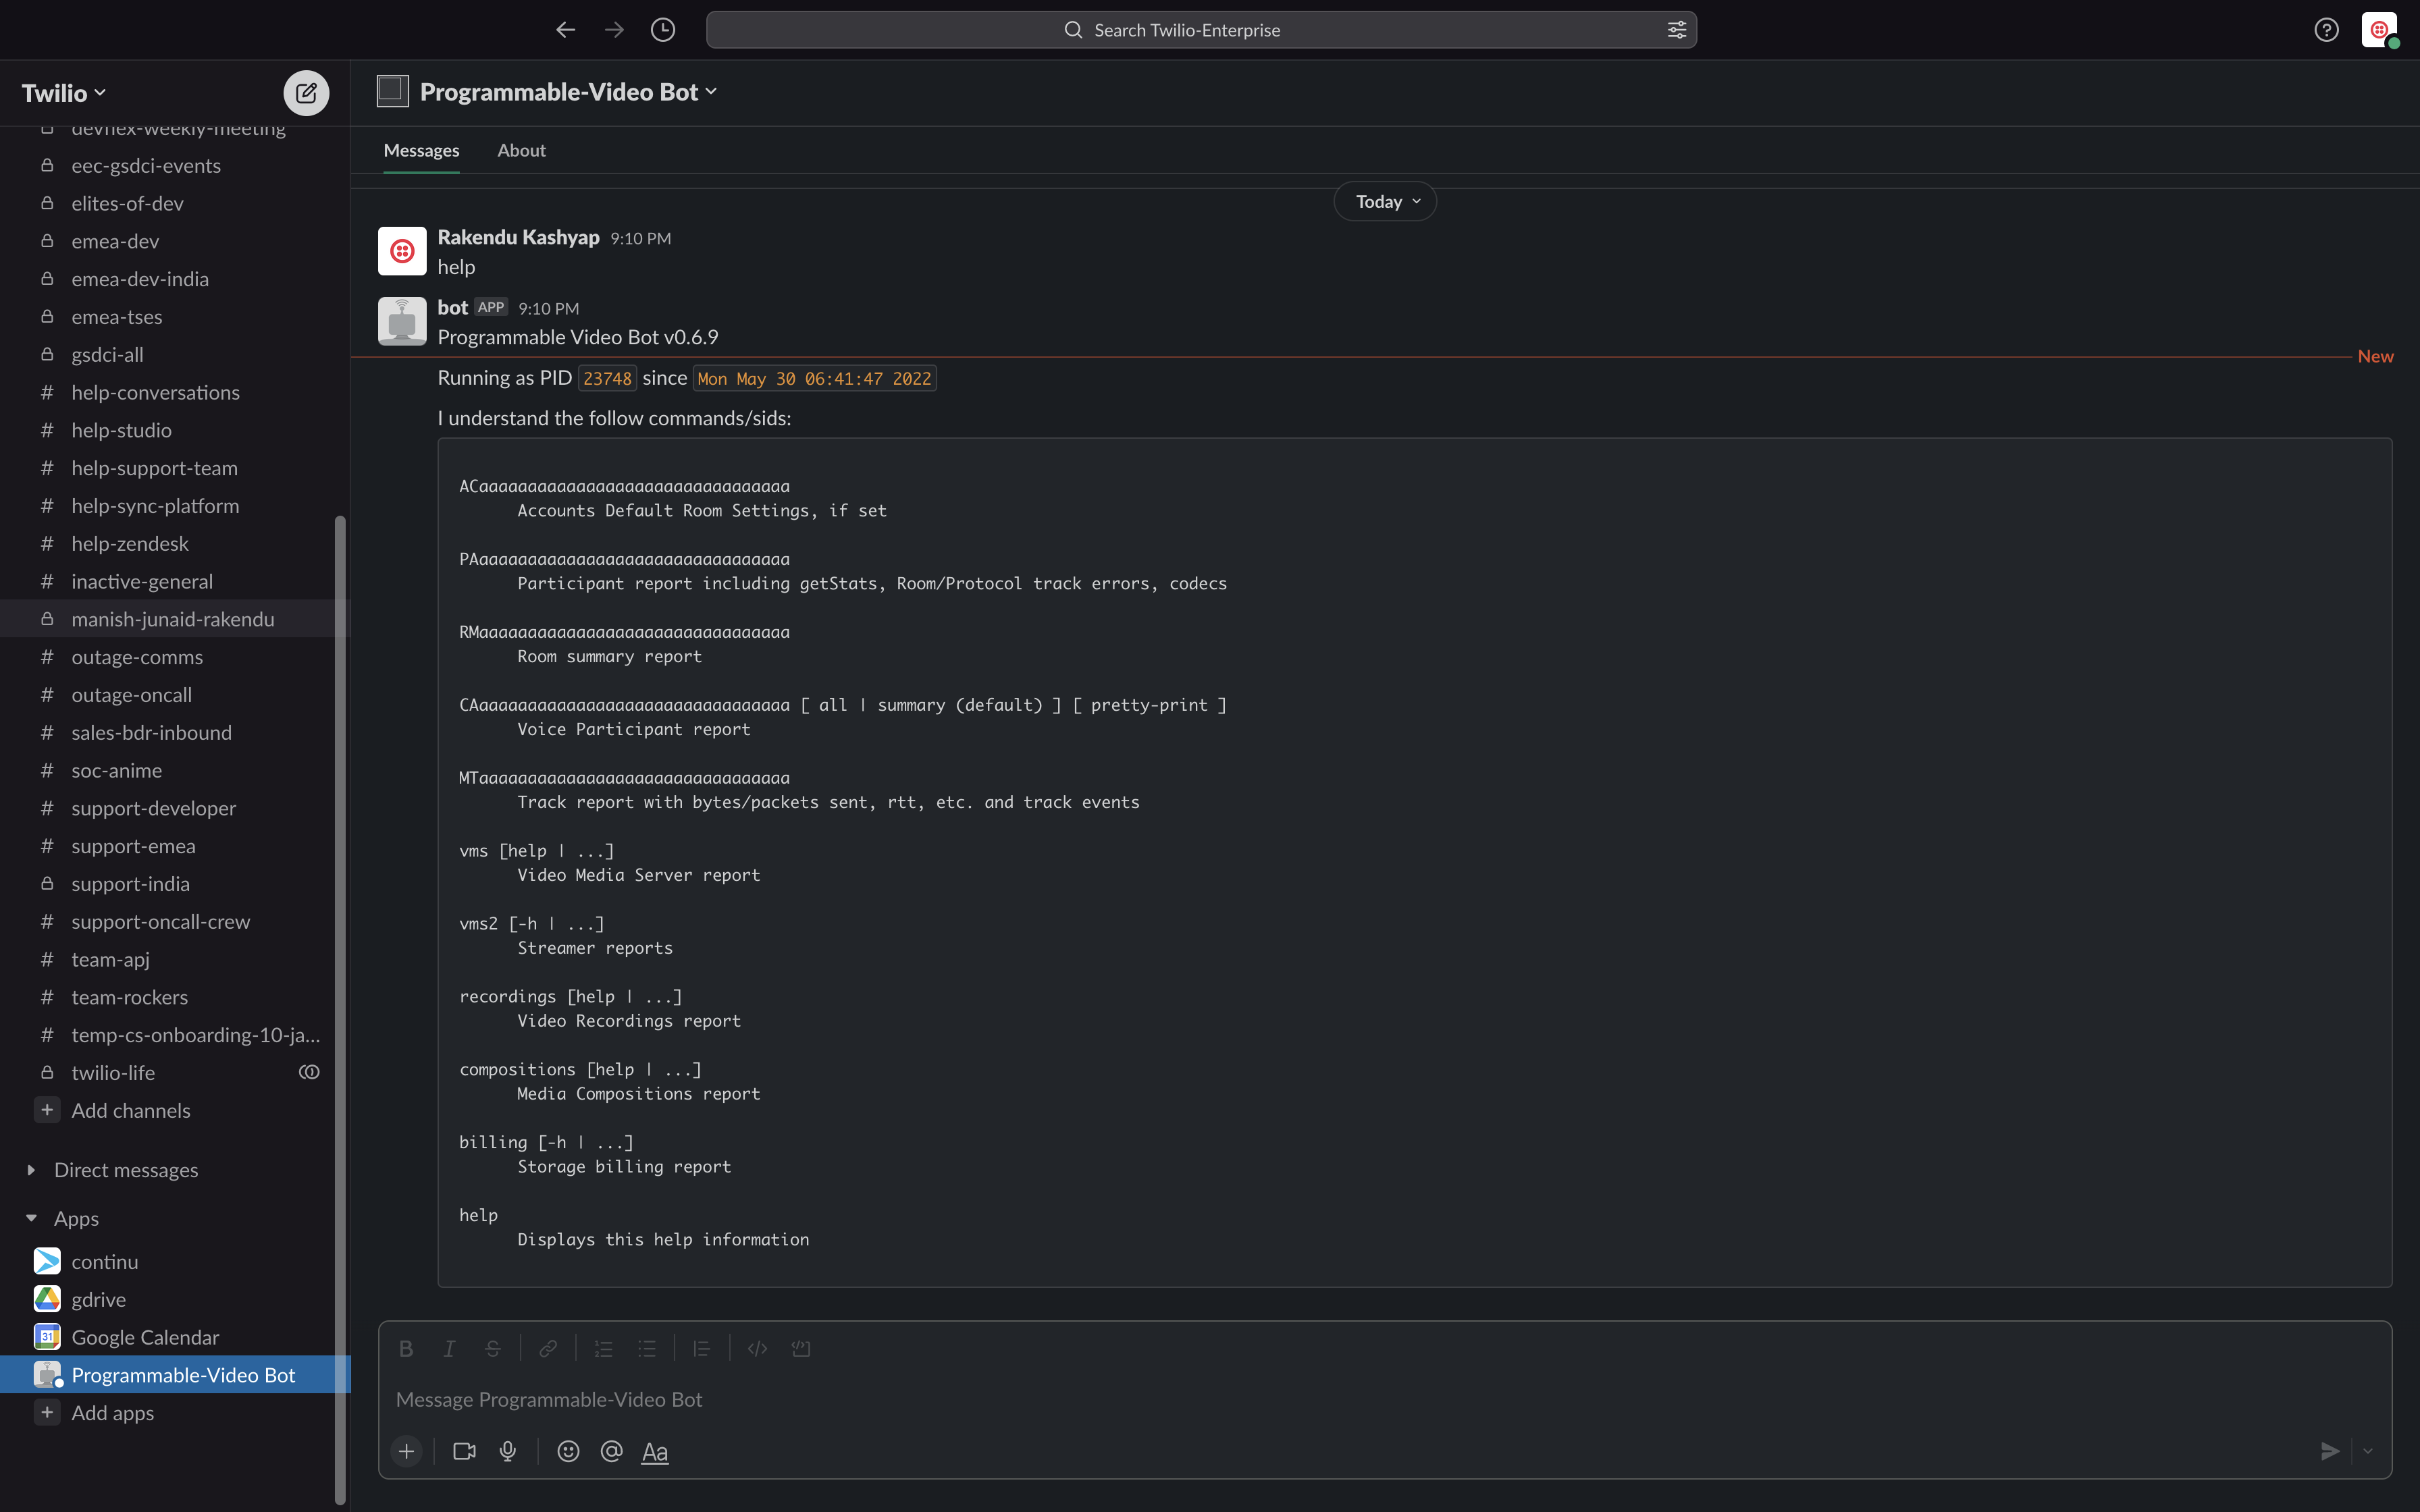 Search Twilio-Enterprise
Twilio
devflex-weekly-meeting
eec-gsdci-events
elites-of-dev
emea-dev
emea-dev-india
emea-tses
gsdci-all
# help-conversations
# help-studio
# help-support-team
# help-sync-platform
# help-zendesk
# inactive-general
manish-junaid-rakendu
# outage-comms
# outage-oncall
# sales-bdr-inbound
# soc-anime
# support-developer
# support-emea
support-india
# support-oncall-crew
# team-apj
# team-rockers
# temp-cs-onboarding-10-ja...
twilio-life
+ Add channels
Direct messages
Apps
continu
gdrive
31 Google Calendar
Programmable-Video Bot
+ Add apps
Programmable-Video Bot
Messages About
Today
Rakendu Kashyap 9:10 PM
help
bot APP 9:10 PM
Programmable Video Bot v0.6.9
New
Running as PID 23748 since Mon May 30 06:41:47 2022
I understand the follow commands/sids:
ACaaaaaaaaaaaaaaaaaaaaaaaaaaaaaaaa
Accounts Default Room Settings, if set
PAaaaaaaaaaaaaaaaaaaaaaaaaaaaaaaaa
Participant report including getStats, Room/Protocol track errors, codecs
RMaaaaaaaaaaaaaaaaaaaaaaaaaaaaaaaa
Room summary report
CAaaaaaaaaaaaaaaaaaaaaaaaaaaaaaaaa [ all | summary (default) ] [ pretty-print ]
Voice Participant report
MTaaaaaaaaaaaaaaaaaaaaaaaaaaaaaaaa
Track report with bytes/packets sent, rtt, etc. and track events
vms [help | ...]
Video Media Server report
vms2 [-h | ...]
Streamer reports
recordings [help | ...]
Video Recordings report
compositions [help | ...]
Media Compositions report
billing [-h | ...]
Storage billing report
help
Displays this help information
B I S
Message Programmable-Video Bot
+ @ Aa